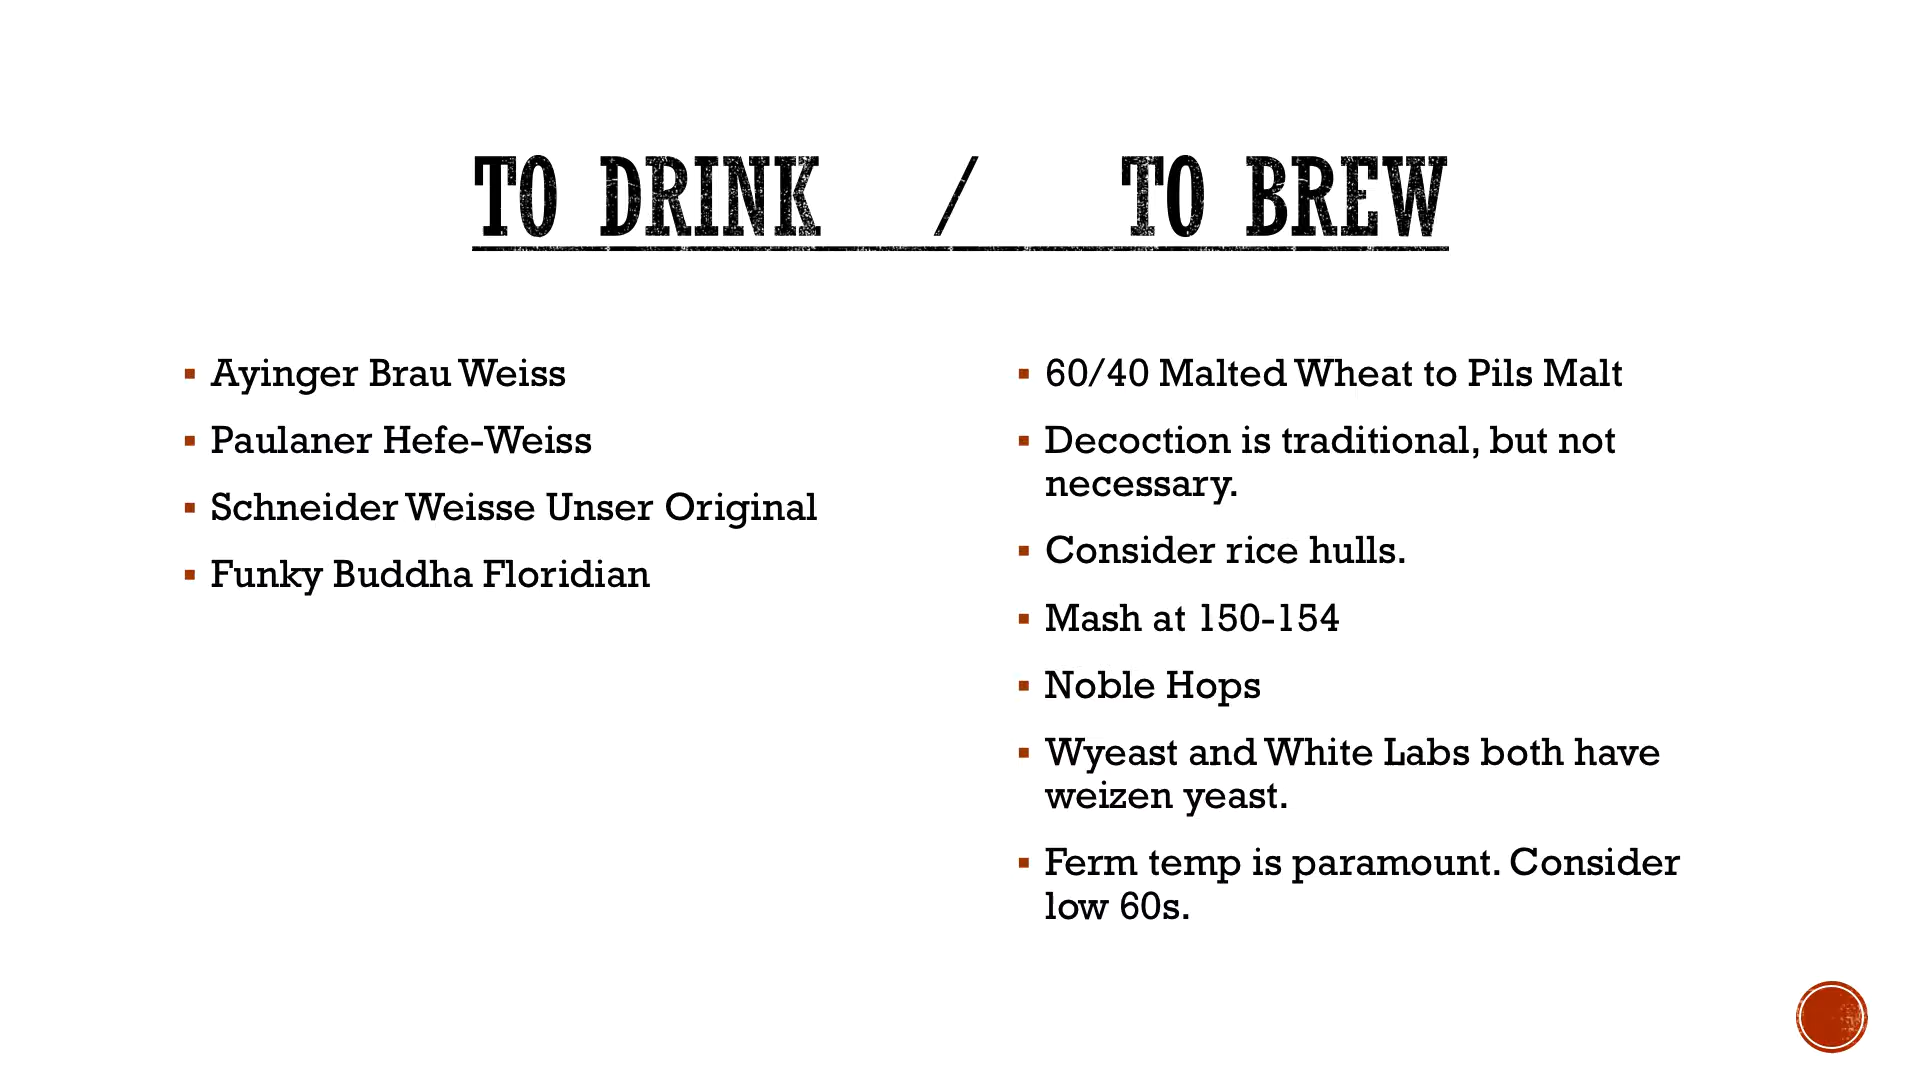 TO DRINK / TO BREW
Ayinger Brau Weiss
Paulaner Hefe-Weiss
Schneider Weisse Unser Original
Funky Buddha Floridian
60/40 Malted Wheat to Pils Malt
Decoction is traditional, but not
necessary.
Consider rice hulls.
Mash at 150-154
Noble Hops
Wyeast and White Labs both have
weizen yeast.
Ferm temp is paramount. Consider
low 60s.